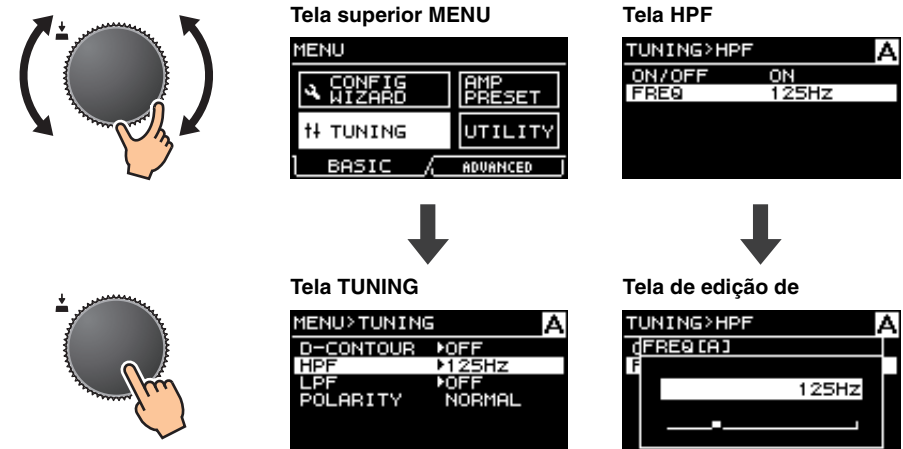 Tela superior MENU
MENU
CONFIG WIZARD
AMP PRESET
TUNING
UTILITY
BASIC
ADVANCED
Tela HPF
TUNING>HPF A
ON/OFF ON
FREQ 125Hz
Tela TUNING
MENU>TUNING A
D-CONTOUR ▶OFF
HPF ▶125Hz
LPF ▶OFF
POLARITY NORMAL
Tela de edição de
TUNING>HPF A
FREQ[A]
125Hz